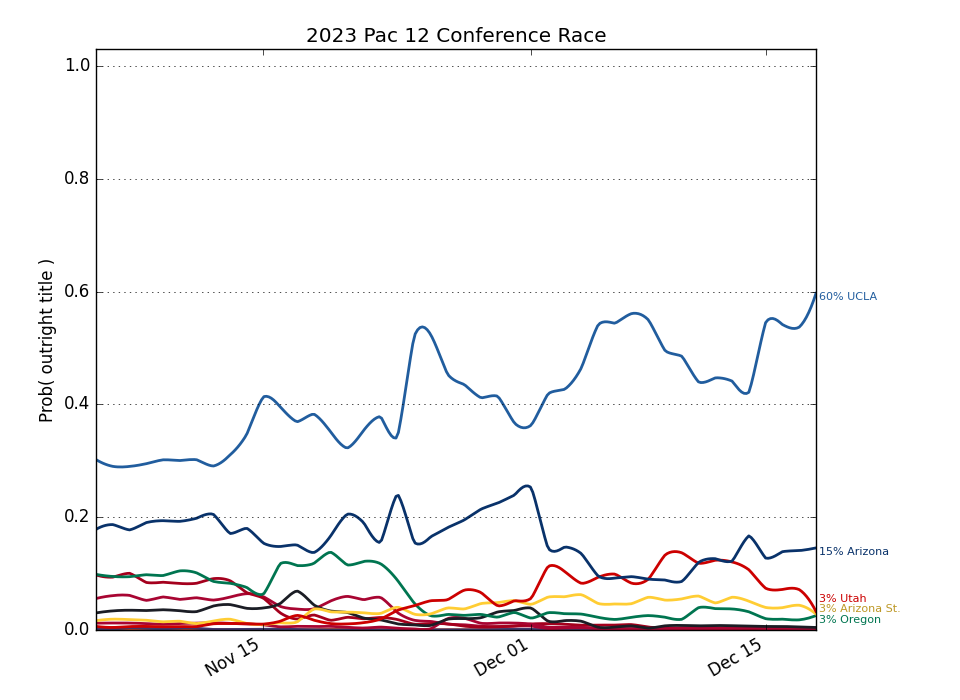 2023 Pac 12 Conference Race
Prob( outright title )
1.0
0.8
0.6
0.4
0.2
0.0
60% UCLA
15% Arizona
3% Utah
3% Arizona St.
3% Oregon
Nov 15
Dec 01
Dec 15